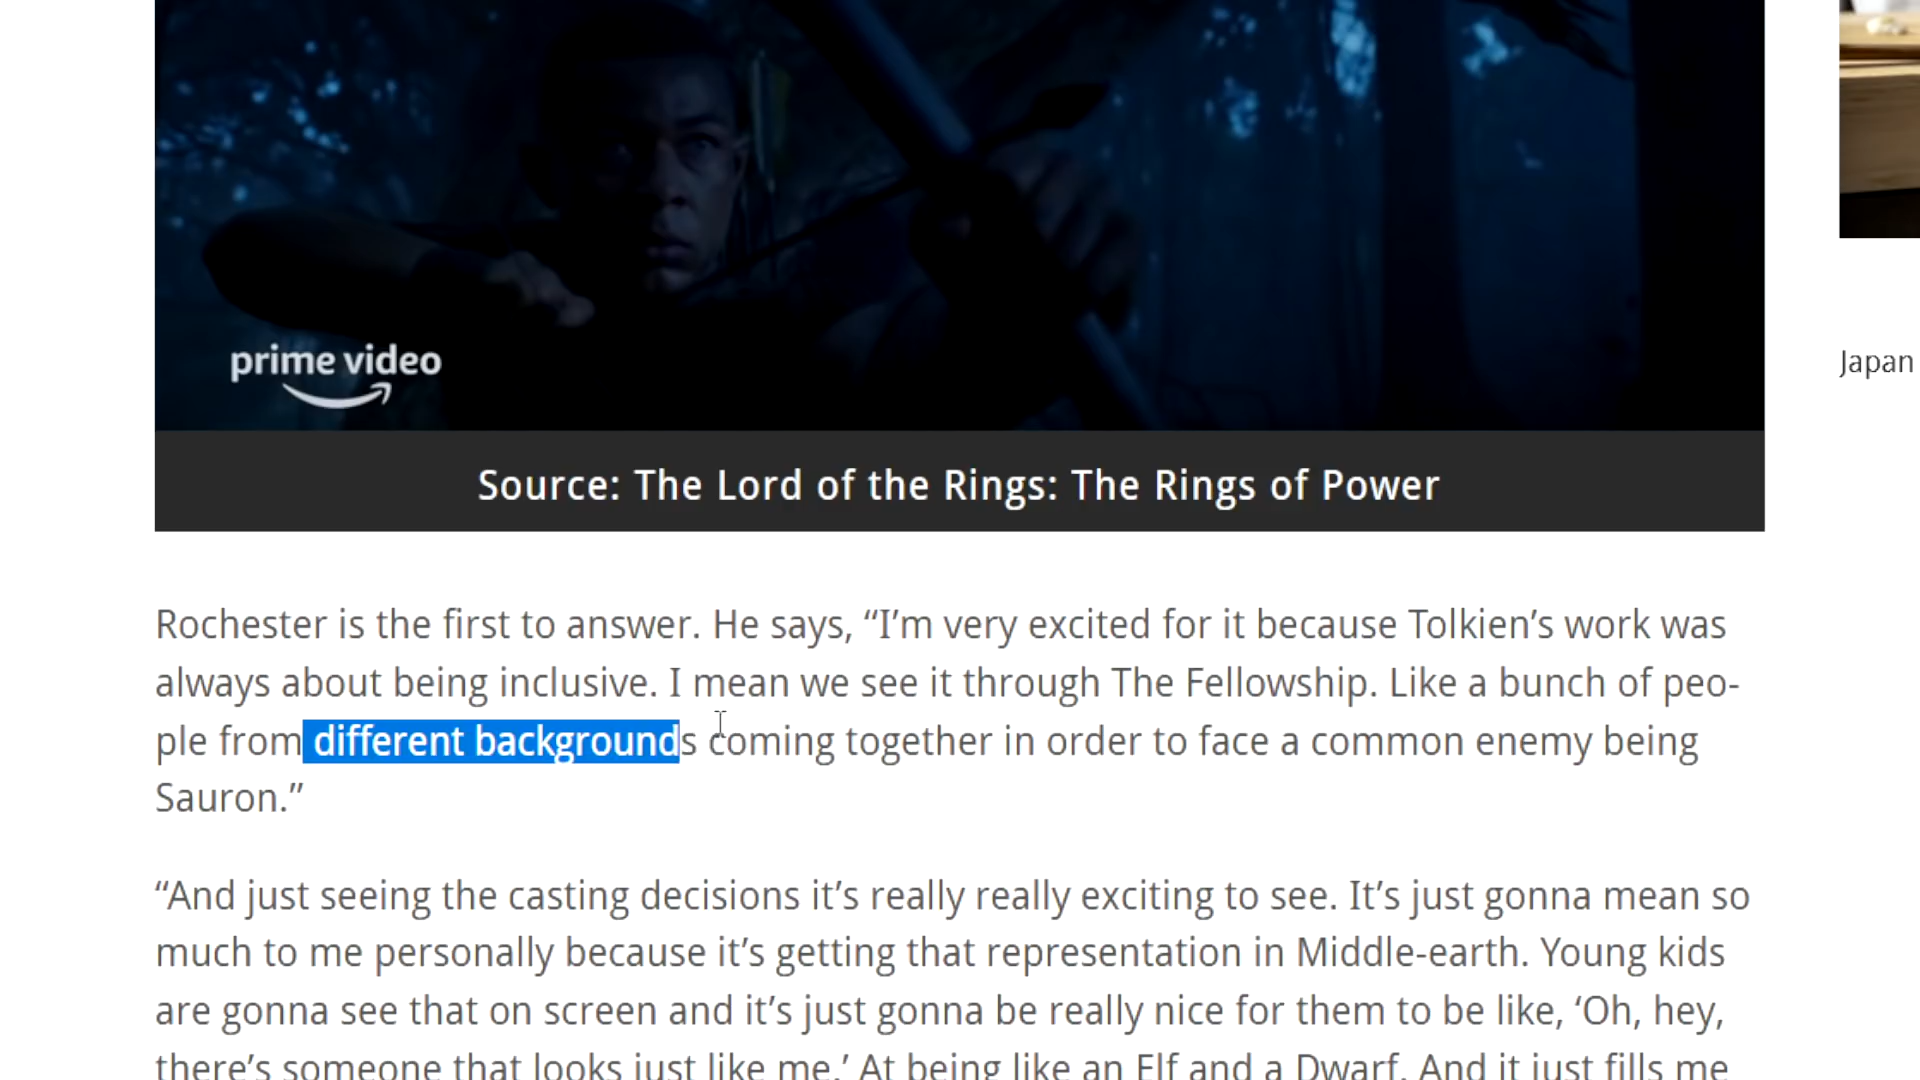 prime video
Source: The Lord of the Rings: The Rings of Power
Japan
Rochester is the first to answer. He says, “I’m very excited for it because Tolkien’s work was
always about being inclusive. I mean we see it through The Fellowship. Like a bunch of peo-
ple from different backgrounds coming together in order to face a common enemy being
Sauron.”
“And just seeing the casting decisions it’s really really exciting to see. It’s just gonna mean so
much to me personally because it’s getting that representation in Middle-earth. Young kids
are gonna see that on screen and it’s just gonna be really nice for them to be like, ‘Oh, hey,
there’s someone that looks just like me.’ At being like an Elf and a Dwarf. And it just fills me